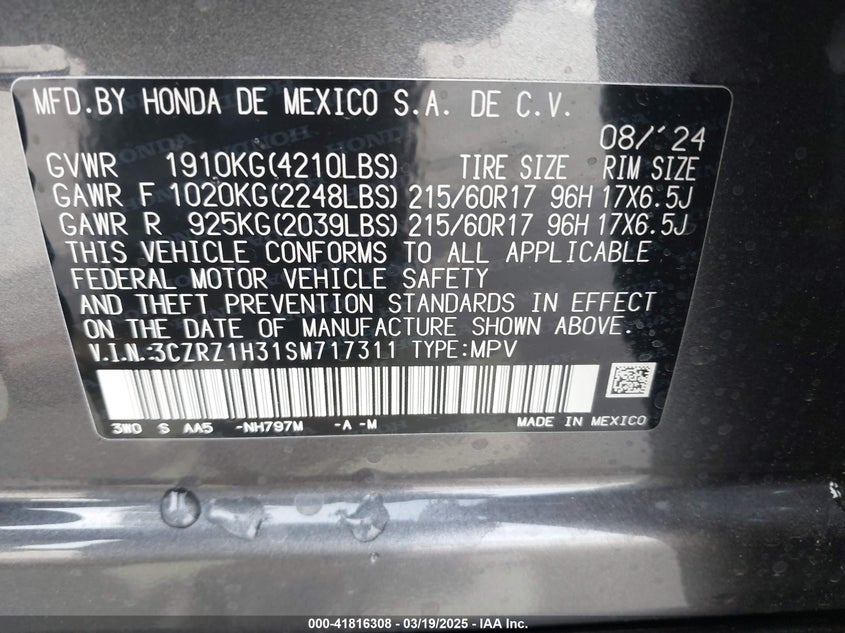 MFD.BY HONDA DE MEXICO S.A. DE C.V.
08/'24
GVWR 1910KG(4210LBS) TIRE SIZE RIM SIZE
GAWR F 1020KG(2248LBS) 215/60R17 96H 17X6.5J
GAWR R 925KG(2039LBS) 215/60R17 96H 17X6.5J
THIS VEHICLE CONFORMS TO ALL APPLICABLE
FEDERAL MOTOR VEHICLE SAFETY
AND THEFT PREVENTION STANDARDS IN EFFECT
ON THE DATE OF MANUFACTURE SHOWN ABOVE.
V.I.N. 3CZRZ1H31SM717311 TYPE:MPV
3W0 S AA5 -NH797M -A -M MADE IN MEXICO
000-41816308 - 03/19/2025 - IAA Inc.